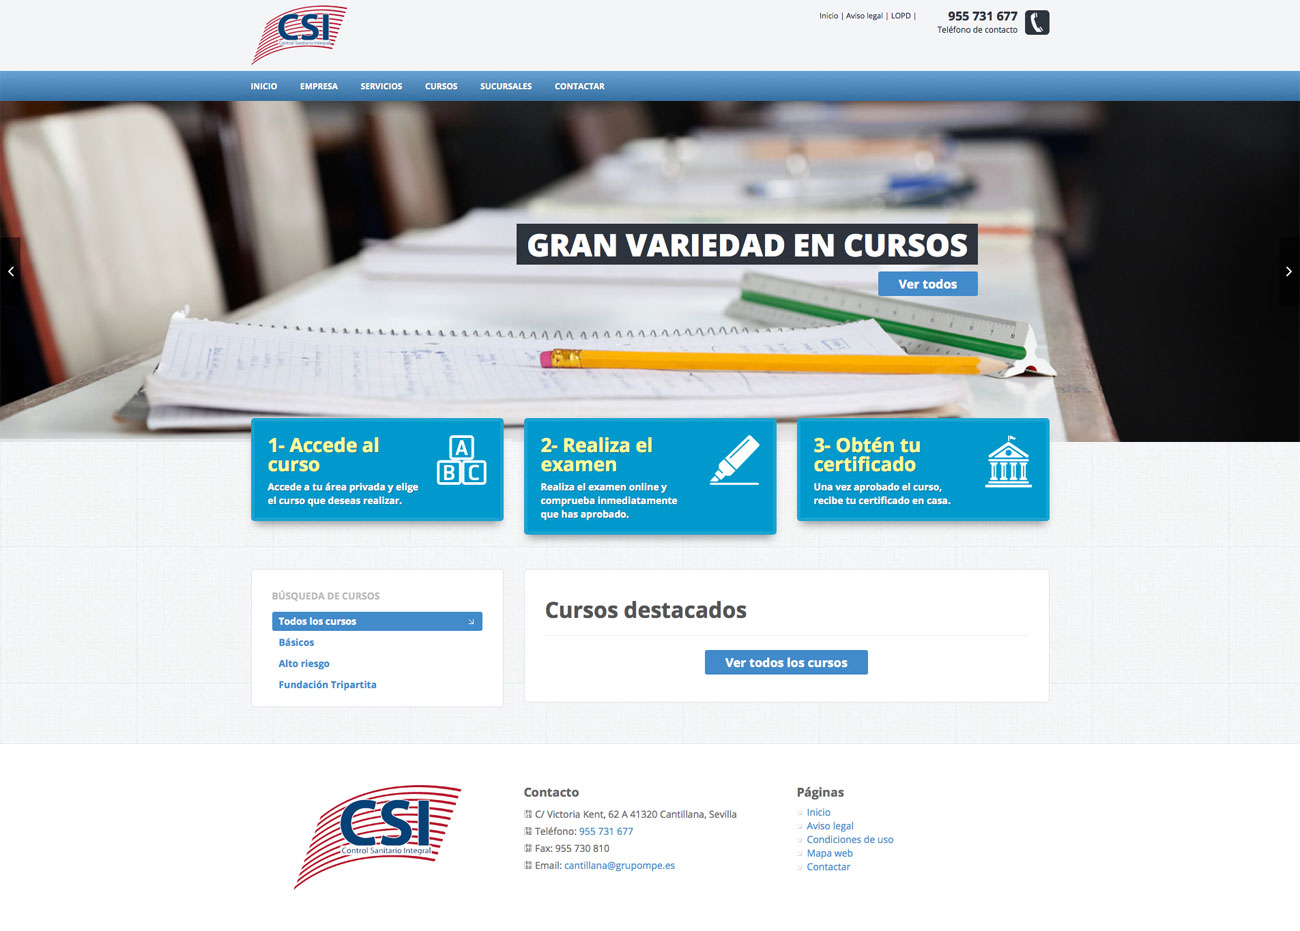 CSI
Control Sanitario Integral
Inicio | Aviso legal | LOPD |
955 731 677
Teléfono de contacto
INICIO EMPRESA SERVICIOS CURSOS SUCURSALES CONTACTAR
GRAN VARIEDAD EN CURSOS
Ver todos
1- Accede al
curso
Accede a tu área privada y elige
el curso que deseas realizar.
A
B C
2- Realiza el
examen
Realiza el examen online y
comprueba inmediatamente
que has aprobado.
3- Obtén tu
certificado
Una vez aprobado el curso,
recibe tu certificado en casa.
BÚSQUEDA DE CURSOS
Todos los cursos
Básicos
Alto riesgo
Fundación Tripartita
Cursos destacados
Ver todos los cursos
CSI
Control Sanitario Integral
Contacto
C/ Victoria Kent, 62 A 41320 Cantillana, Sevilla
Teléfono: 955 731 677
Fax: 955 730 810
Email: cantillana@grupompe.es
Páginas
Inicio
Aviso legal
Condiciones de uso
Mapa web
Contactar